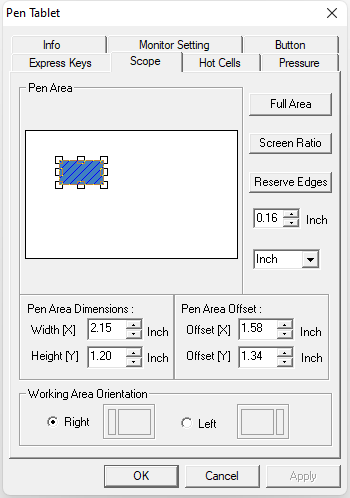 Pen Tablet
Info Monitor Setting Button
Express Keys Scope Hot Cells Pressure
Pen Area
Full Area
Screen Ratio
Reserve Edges
0.16 Inch
Inch
Pen Area Dimensions :
Width [X] 2.15 Inch
Height [Y] 1.20 Inch
Pen Area Offset :
Offset [X] 1.58 Inch
Offset [Y] 1.34 Inch
Working Area Orientation
Right Left
OK Cancel Apply